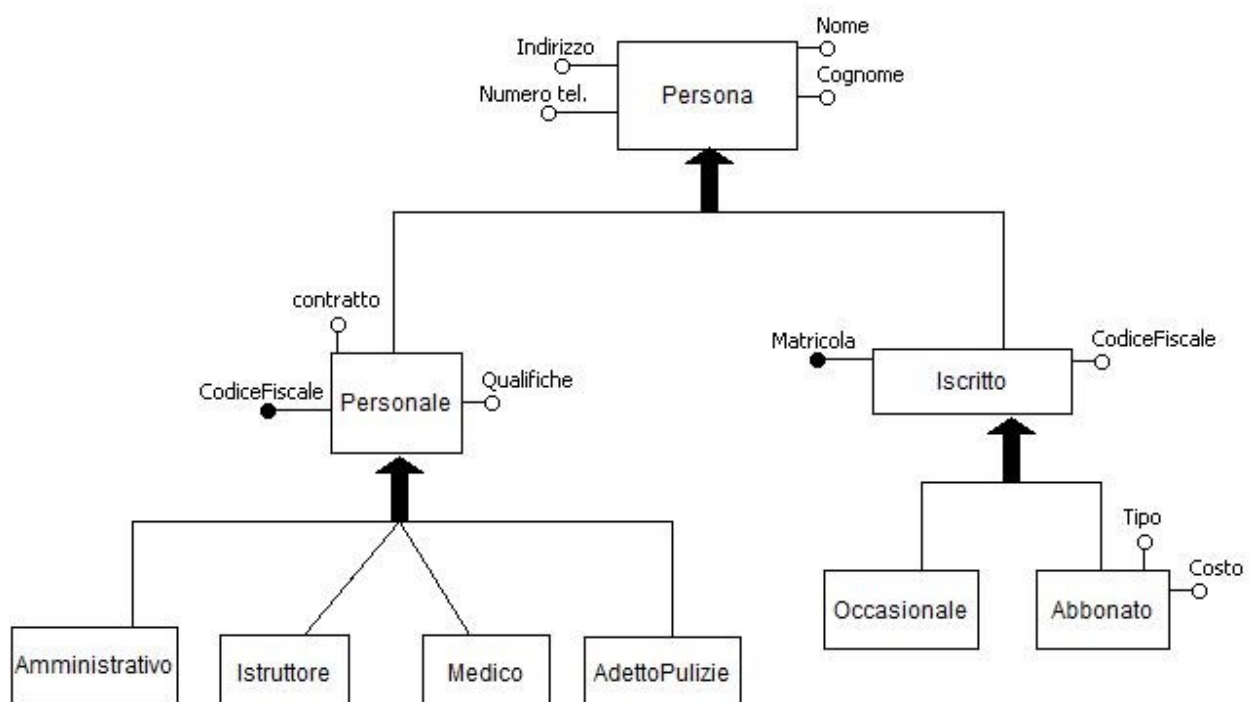 Nome
Indirizzo
Cognome
Numero tel.
Persona
contratto
Matricola
CodiceFiscale
Qualifiche
CodiceFiscale
Iscritto
Personale
Tipo
Costo
Occasionale
Abbonato
Amministrativo
Istruttore
Medico
AdettoPulizie